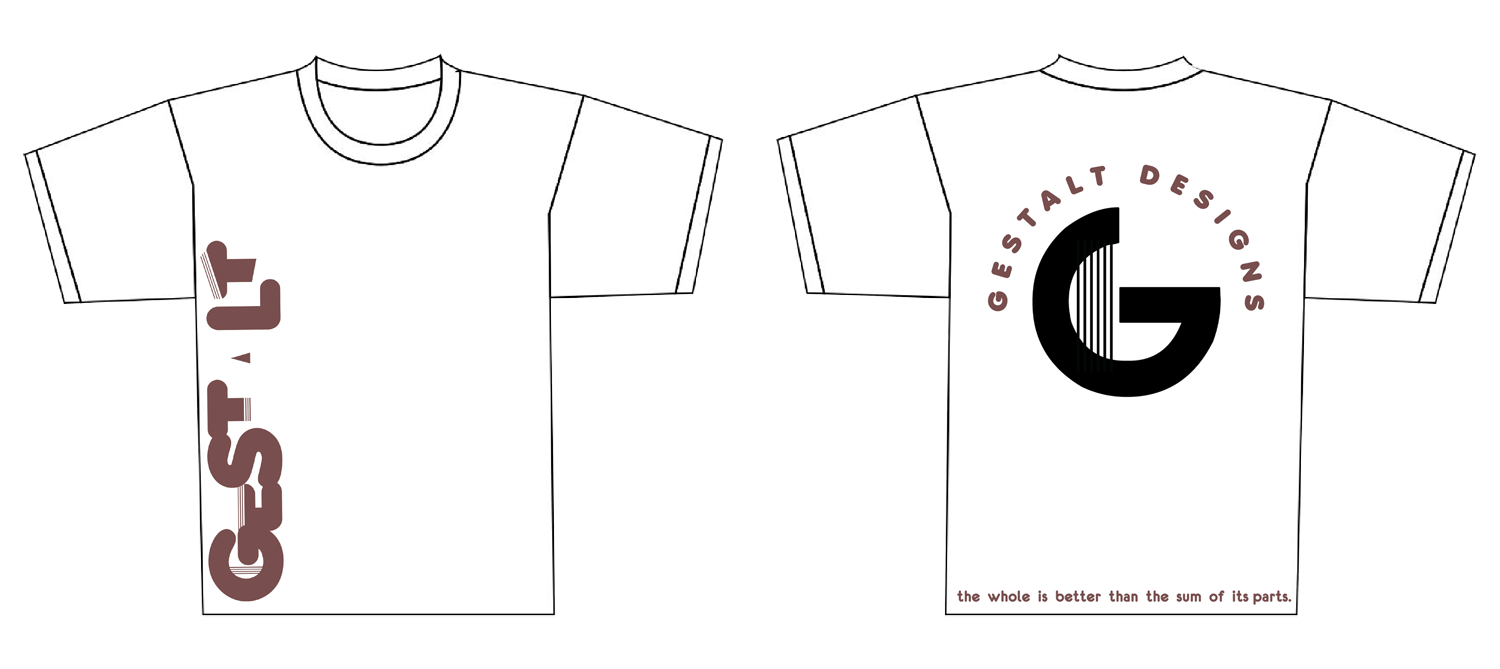 GESTALT
GESTALT DESIGNS
G
the whole is better than the sum of its parts.